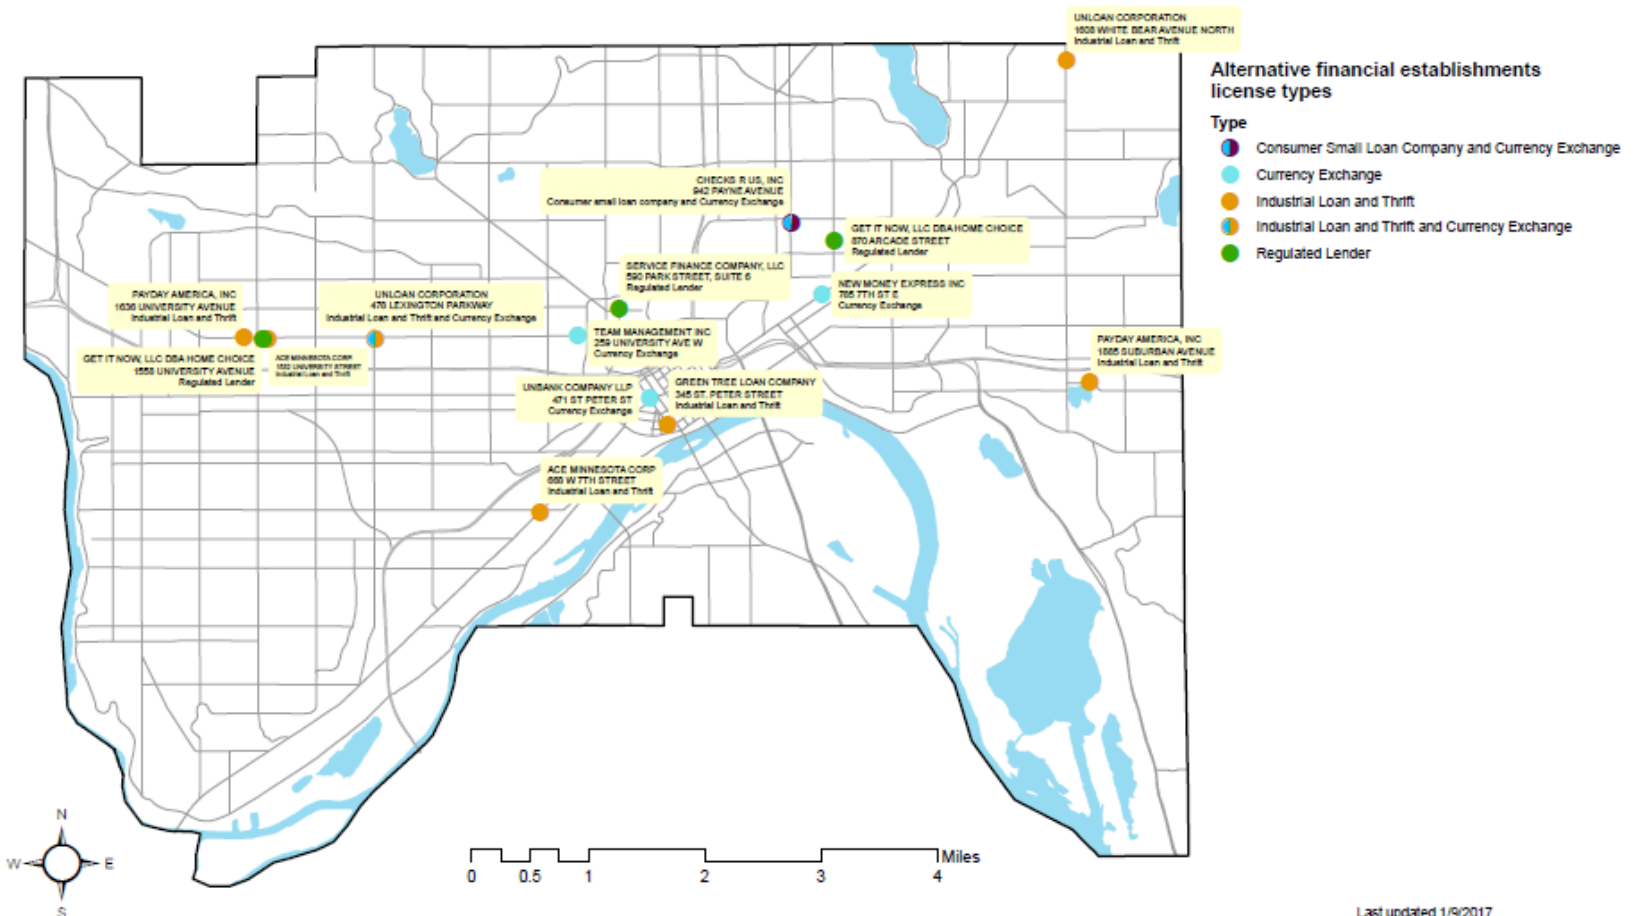 UNLOAN CORPORATION
1608 WHITE BEAR AVENUE NORTH
Industrial Loan and Thrift
Alternative financial establishments
license types
Type
Consumer Small Loan Company and Currency Exchange
Currency Exchange
Industrial Loan and Thrift
Industrial Loan and Thrift and Currency Exchange
Regulated Lender
CHECKS R US, INC
942 PAYNE AVENUE
Consumer small loan company and Currency Exchange
GET IT NOW, LLC DBA HOME CHOICE
870 ARCADE STREET
Regulated Lender
SERVICE FINANCE COMPANY, LLC
590 PARK STREET, SUITE 6
Regulated Lender
NEW MONEY EXPRESS INC
785 7TH ST E
Currency Exchange
PAYDAY AMERICA, INC
1636 UNIVERSITY AVENUE
Industrial Loan and Thrift
UNLOAN CORPORATION
476 LEXINGTON PARKWAY
Industrial Loan and Thrift and Currency Exchange
TEAM MANAGEMENT INC
259 UNIVERSITY AVE W
Currency Exchange
PAYDAY AMERICA, INC
1885 SUBURBAN AVENUE
Industrial Loan and Thrift
GET IT NOW, LLC DBA HOME CHOICE
1558 UNIVERSITY AVENUE
Regulated Lender
ACE MINNESOTA CORP
UNIVERSITY STREET
Industrial Loan and Thrift
UNBANK COMPANY LLP
471 ST PETER ST
Currency Exchange
GREEN TREE LOAN COMPANY
345 ST. PETER STREET
Industrial Loan and Thrift
ACE MINNESOTA CORP
W 7TH STREET
Industrial Loan and Thrift
N
W
E
S
Miles
0
0.5
1
2
3
4
Last updated 1/9/2017